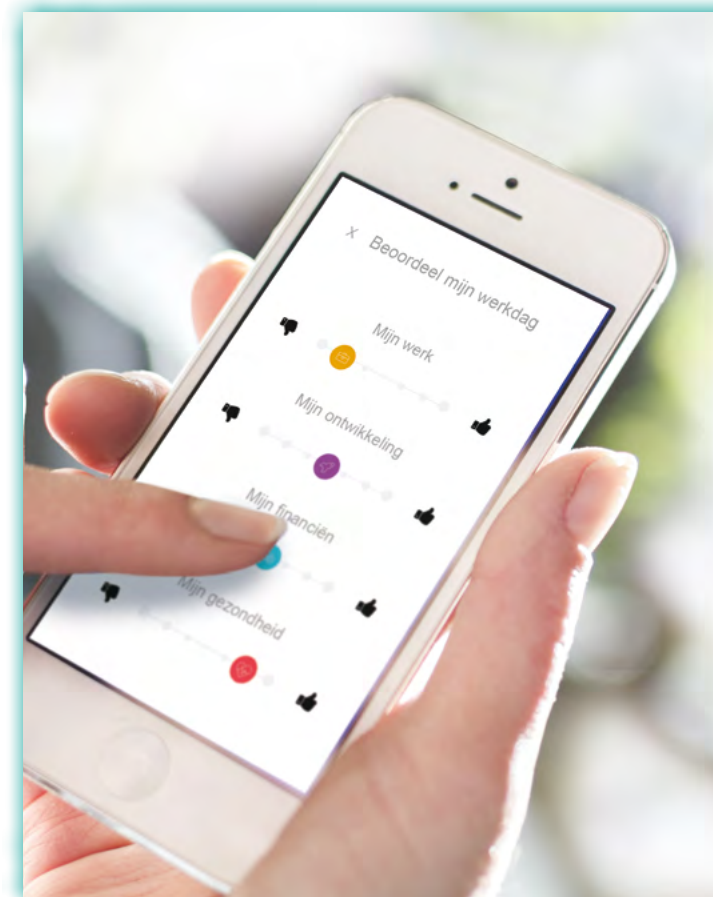 X Beoordeel mijn werkdag
Mijn werk
Mijn ontwikkeling
Mijn financiën
Mijn gezondheid